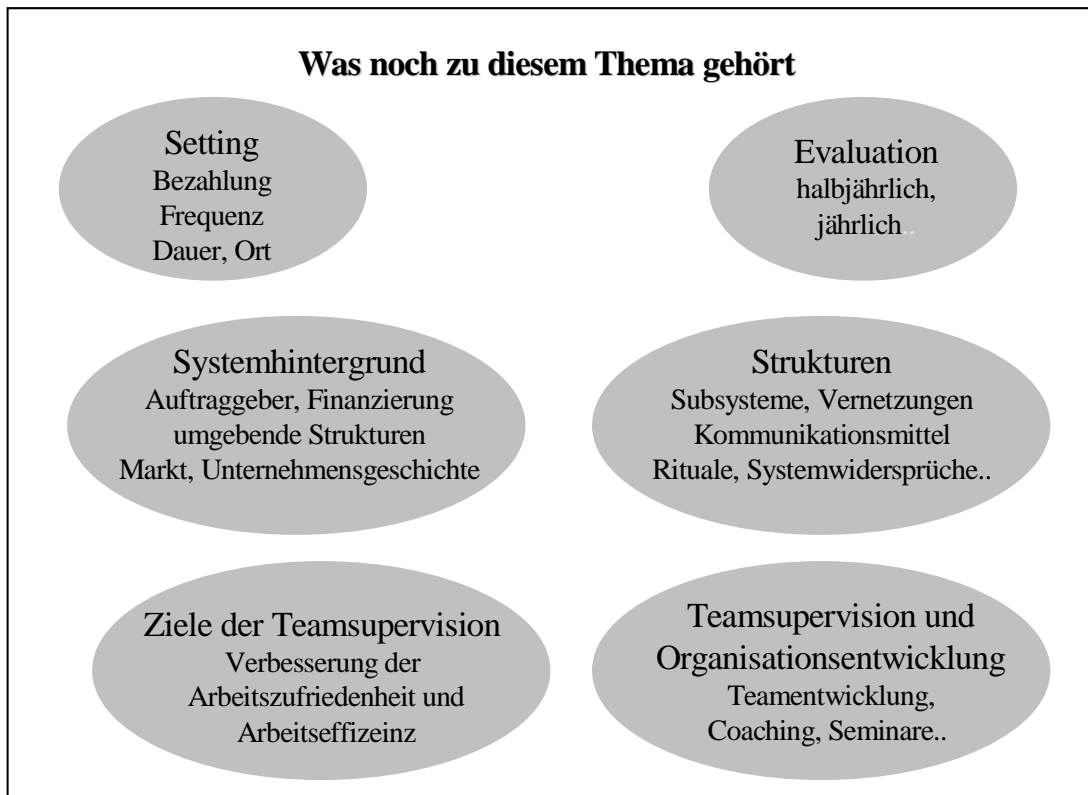 Was noch zu diesem Thema gehört
Setting
Bezahlung
Frequenz
Dauer, Ort
Evaluation
halbjährlich,
jährlich..
Systemhintergrund
Auftraggeber, Finanzierung
umgebende Strukturen
Markt, Unternehmensgeschichte
Strukturen
Subsysteme, Vernetzungen
Kommunikationsmittel
Rituale, Systemwidersprüche..
Ziele der Teamsupervision
Verbesserung der
Arbeitszufriedenheit und
Arbeitseffizeinz
Teamsupervision und
Organisationsentwicklung
Teamentwicklung,
Coaching, Seminare..